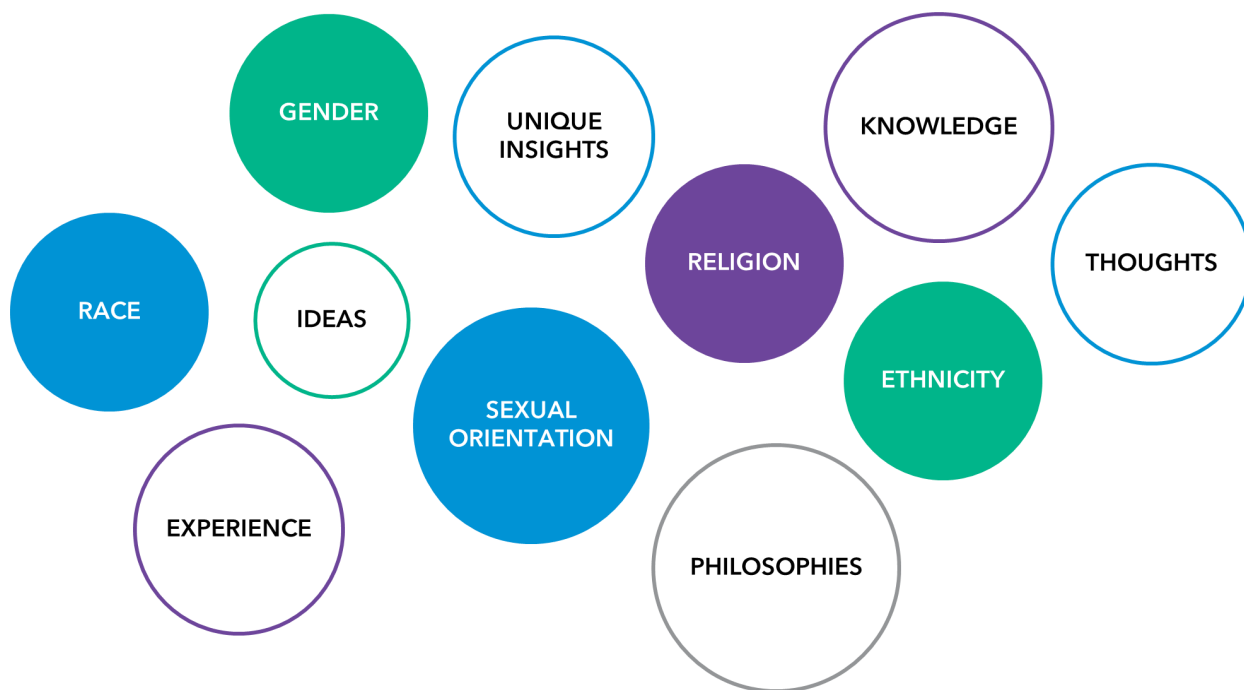 GENDER
UNIQUE
INSIGHTS
KNOWLEDGE
RELIGION
THOUGHTS
RACE
IDEAS
ETHNICITY
SEXUAL
ORIENTATION
EXPERIENCE
PHILOSOPHIES